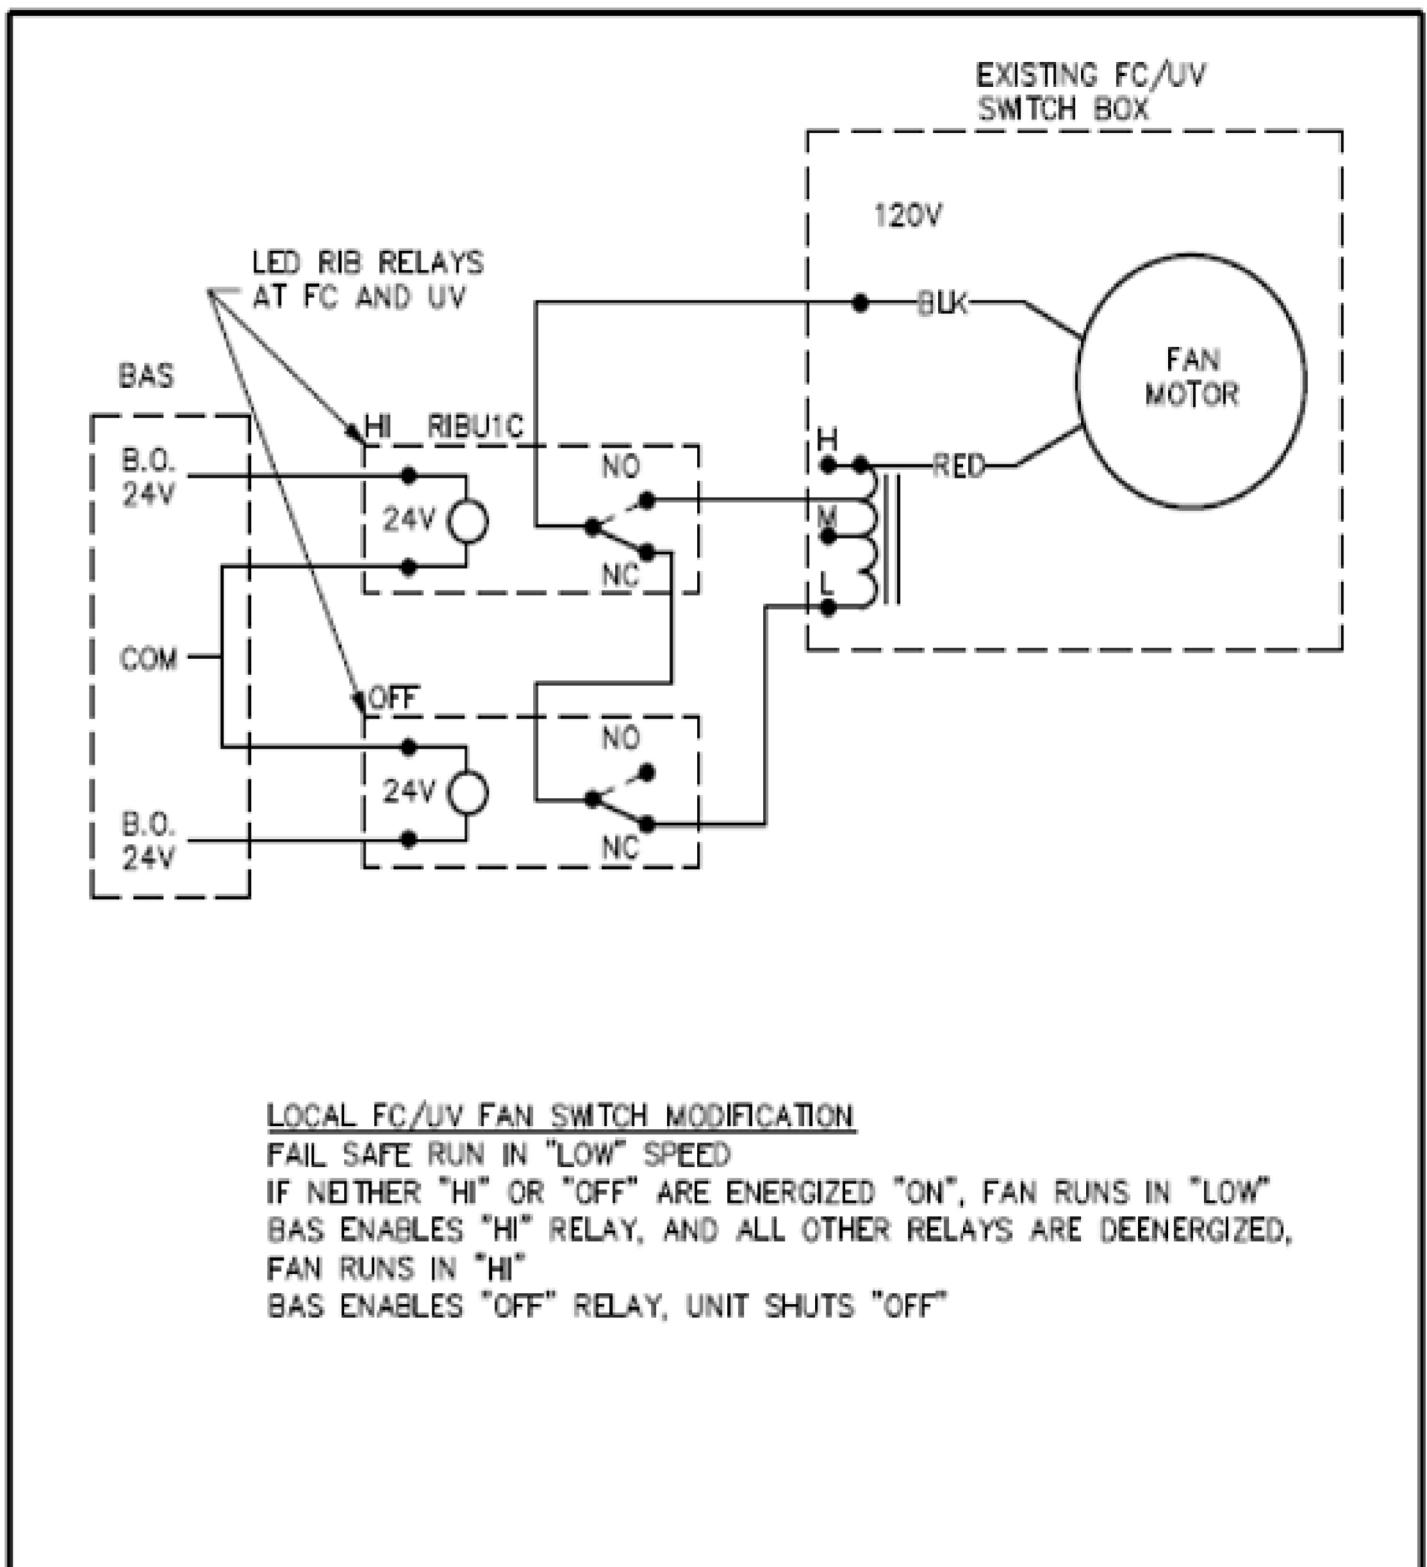 EXISTING FC/UV
SWITCH BOX
120V
LED RIB RELAYS
AT FC AND UV
BLK
FAN
MOTOR
BAS
HI RIBU1C
H
B.O.
24V
NO
RED
24V
M
NC
L
COM
OFF
NO
24V
B.O.
24V
NC
LOCAL FC/UV FAN SWITCH MODIFICATION
FAIL SAFE RUN IN "LOW" SPEED
IF NEITHER "HI" OR "OFF" ARE ENERGIZED "ON", FAN RUNS IN "LOW"
BAS ENABLES "HI" RELAY, AND ALL OTHER RELAYS ARE DEENERGIZED,
FAN RUNS IN "HI"
BAS ENABLES "OFF" RELAY, UNIT SHUTS "OFF"